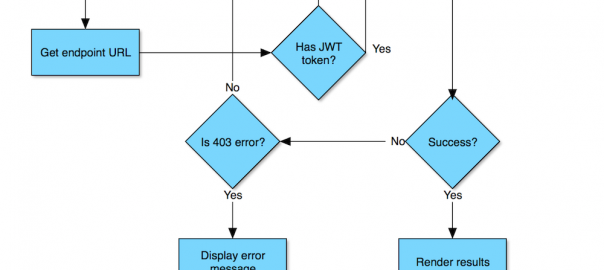 Get endpoint URL
Has JWT
token?
Yes
No
Is 403 error?
No
Success?
Yes
Yes
Display error
message
Render results